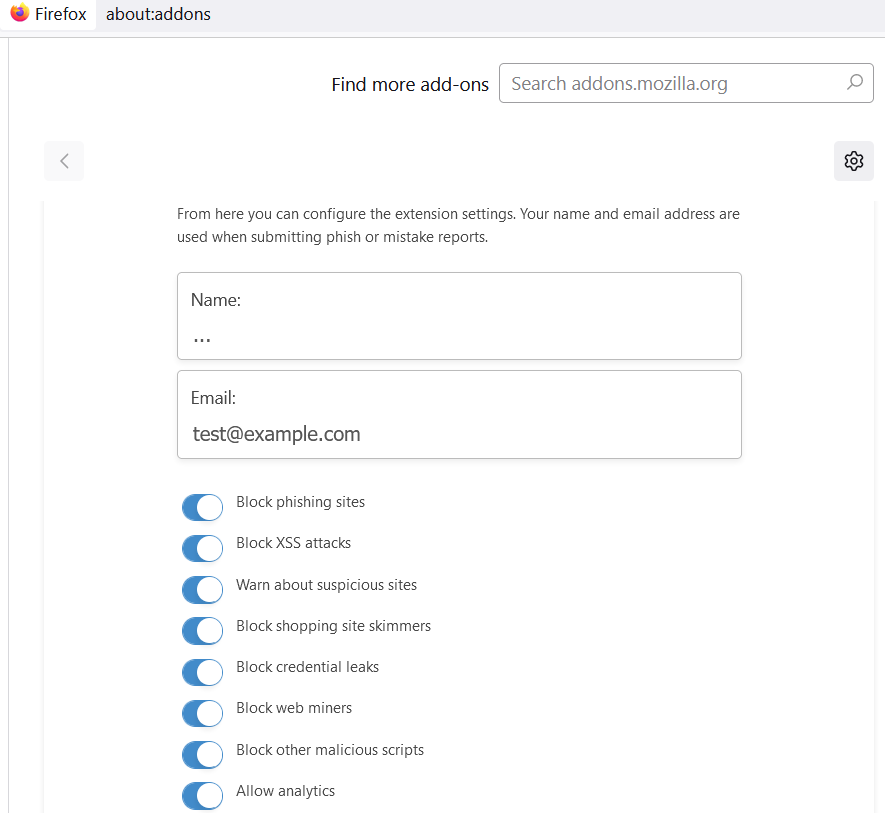 Firefox about:addons
Find more add-ons Search addons.mozilla.org
From here you can configure the extension settings. Your name and email address are
used when submitting phish or mistake reports.
Name:
...
Email:
test@example.com
Block phishing sites
Block XSS attacks
Warn about suspicious sites
Block shopping site skimmers
Block credential leaks
Block web miners
Block other malicious scripts
Allow analytics